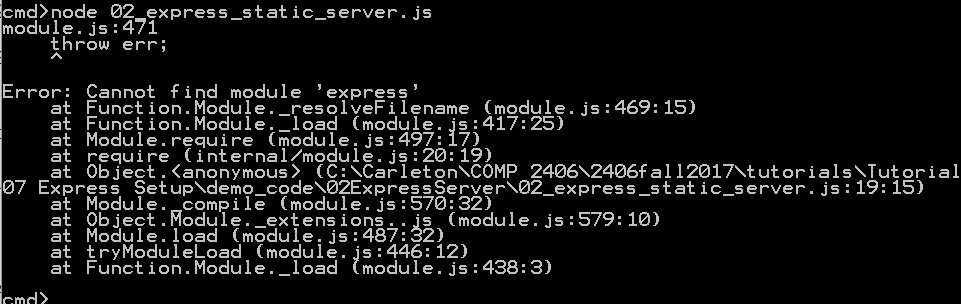 cmd>node 02_express_static_server.js
module.js:471
    throw err;
    ^

Error: Cannot find module 'express'
    at Function.Module._resolveFilename (module.js:469:15)
    at Function.Module._load (module.js:417:25)
    at Module.require (module.js:497:17)
    at require (internal/module.js:20:19)
    at Object.<anonymous> (C:\Carleton\COMP 2406\2406fall2017\tutorials\Tutorial
07 Express Setup\demo_code\02ExpressServer\02_express_static_server.js:19:15)
    at Module._compile (module.js:570:32)
    at Object.Module._extensions..js (module.js:579:10)
    at Module.load (module.js:487:32)
    at tryModuleLoad (module.js:446:12)
    at Function.Module._load (module.js:438:3)

cmd>